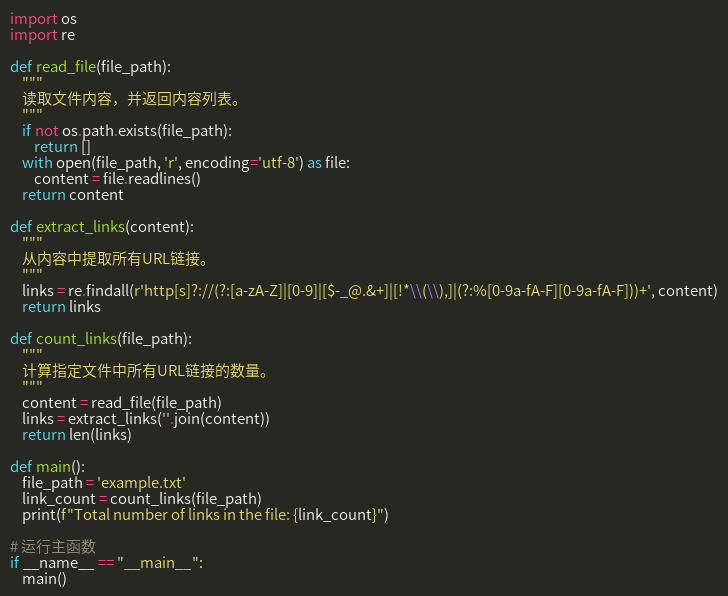 import os
import re

def read_file(file_path):
    """
    读取文件内容，并返回内容列表。
    """
    if not os.path.exists(file_path):
        return []
    with open(file_path, 'r', encoding='utf-8') as file:
        content = file.readlines()
    return content

def extract_links(content):
    """
    从内容中提取所有URL链接。
    """
    links = re.findall(r'http[s]?://(?:[a-zA-Z]|[0-9]|[$-_@.&+]|[!*\\(\\),]|(?:%[0-9a-fA-F][0-9a-fA-F]))+', content)
    return links

def count_links(file_path):
    """
    计算指定文件中所有URL链接的数量。
    """
    content = read_file(file_path)
    links = extract_links(''.join(content))
    return len(links)

def main():
    file_path = 'example.txt'
    link_count = count_links(file_path)
    print(f"Total number of links in the file: {link_count}")

# 运行主函数
if __name__ == "__main__":
    main()